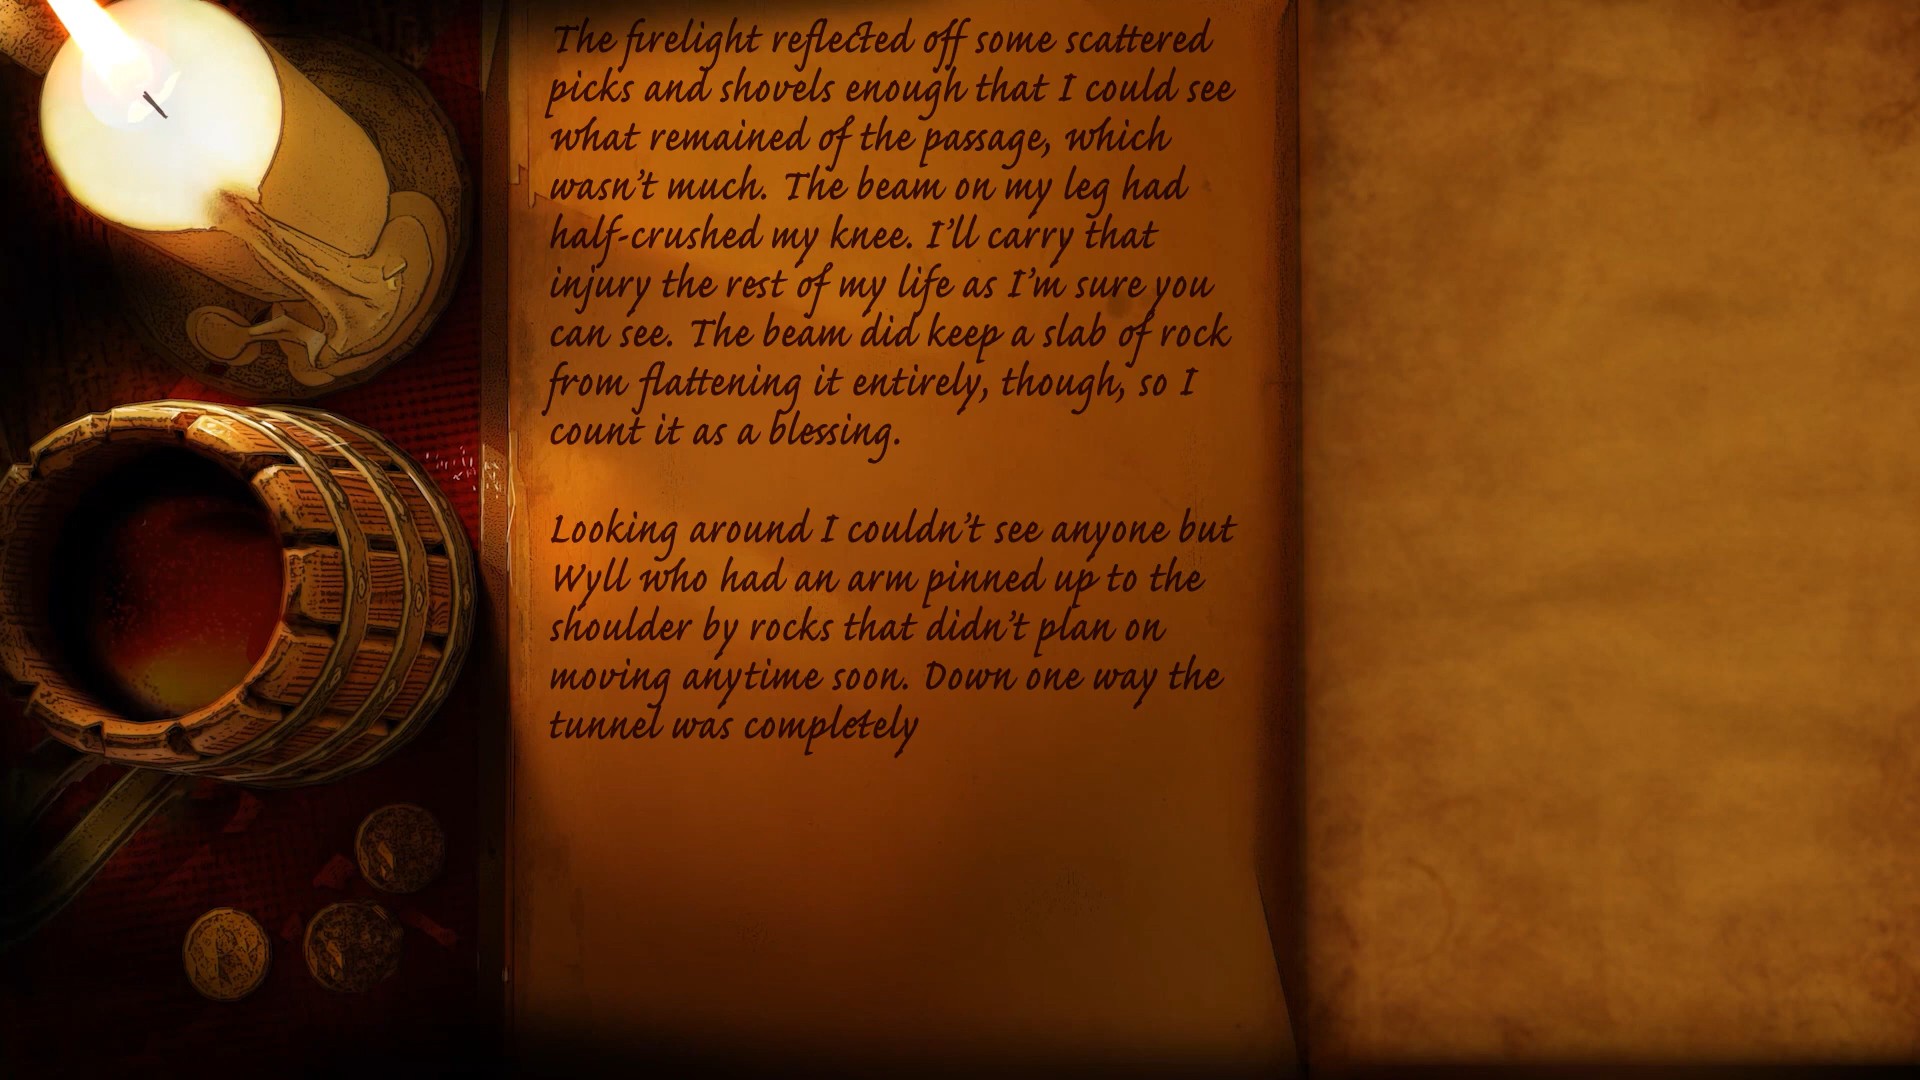 The firelight reflected off some scattered
picks and shovels enough that I could see
what remained of the passage, which
wasn't much. The beam on my leg had
half-crushed my knee. I'll carry that
injury the rest of my life as I'm sure you
can see. The beam did keep a slab of rock
from flattening it entirely, though, so I
count it as a blessing.
Looking around I couldn't see anyone but
Wyll who had an arm pinned up to the
shoulder by rocks that didn't plan on
moving anytime soon. Down one way the
tunnel was completely